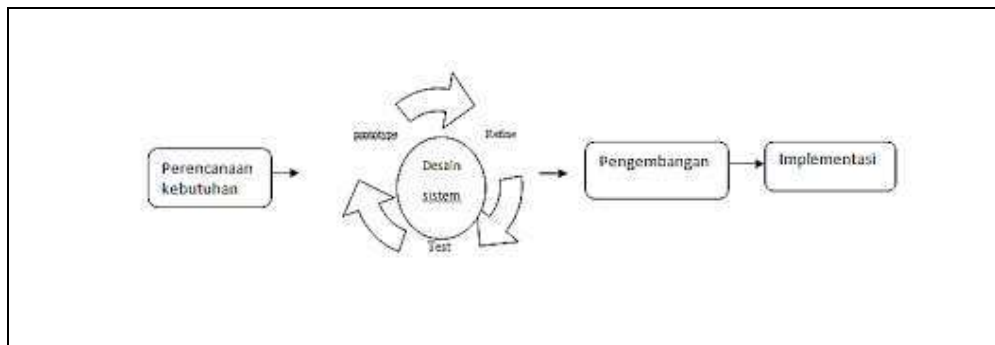 Perencanaan
kebutuhan
prototype
Refine
Desain
sistem
Test
Pengembangan
Implementasi